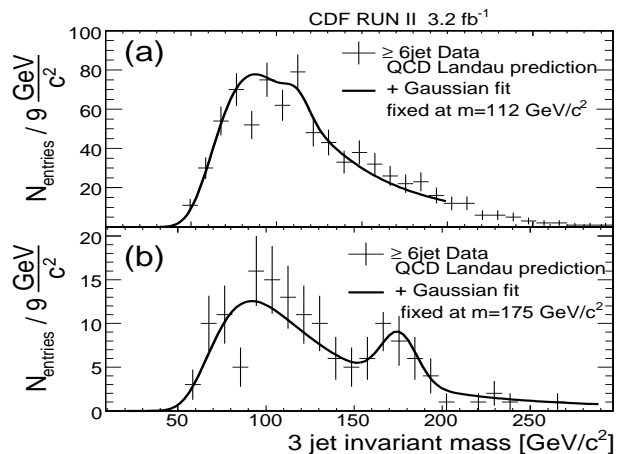 CDF RUN II 3.2 fb⁻¹
100
80
60
40
20
N_entries / 9 GeV/c²
(a)
≥ 6jet Data
QCD Landau prediction
+ Gaussian fit
fixed at m=112 GeV/c²
20
15
10
5
0
N_entries / 9 GeV/c²
(b)
≥ 6jet Data
QCD Landau prediction
+ Gaussian fit
fixed at m=175 GeV/c²
50 100 150 200 250
3 jet invariant mass [GeV/c²]